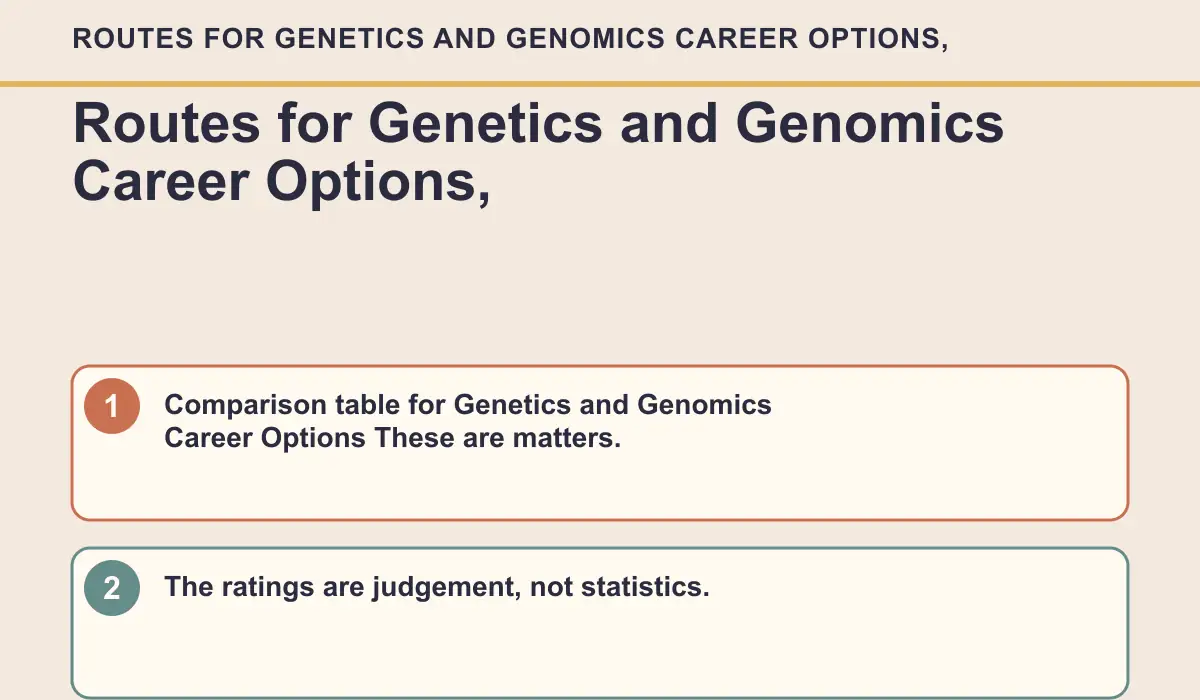 ROUTES FOR GENETICS AND GENOMICS CAREER OPTIONS,
Routes for Genetics and Genomics
Career Options,
1
Comparison table for Genetics and Genomics
Career Options These are matters.
2
The ratings are judgement, not statistics.